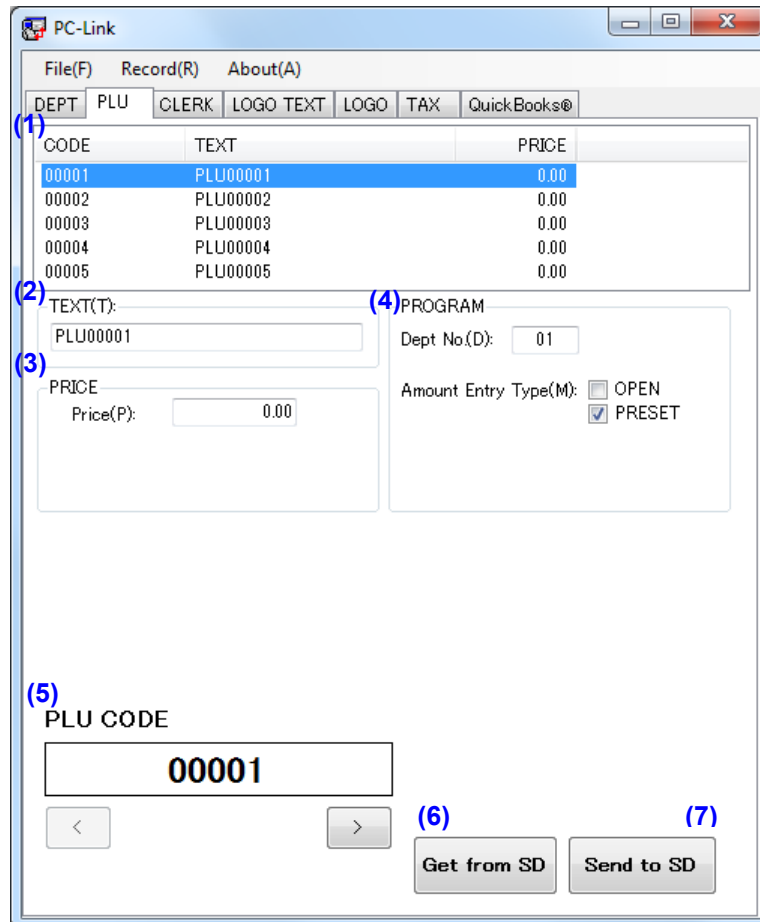 PC-Link
File(F) Record(R) About(A)
DEPT PLU CLERK LOGO TEXT LOGO TAX QuickBooks®
(1)
CODE TEXT PRICE
00001 PLU00001 0.00
00002 PLU00002 0.00
00003 PLU00003 0.00
00004 PLU00004 0.00
00005 PLU00005 0.00
(2)
TEXT(T):
PLU00001
(3)
PRICE
Price(P): 0.00
(4)
PROGRAM
Dept No.(D): 01
Amount Entry Type(M): OPEN
PRESET
(5)
PLU CODE
00001
< >
(6) (7)
Get from SD Send to SD